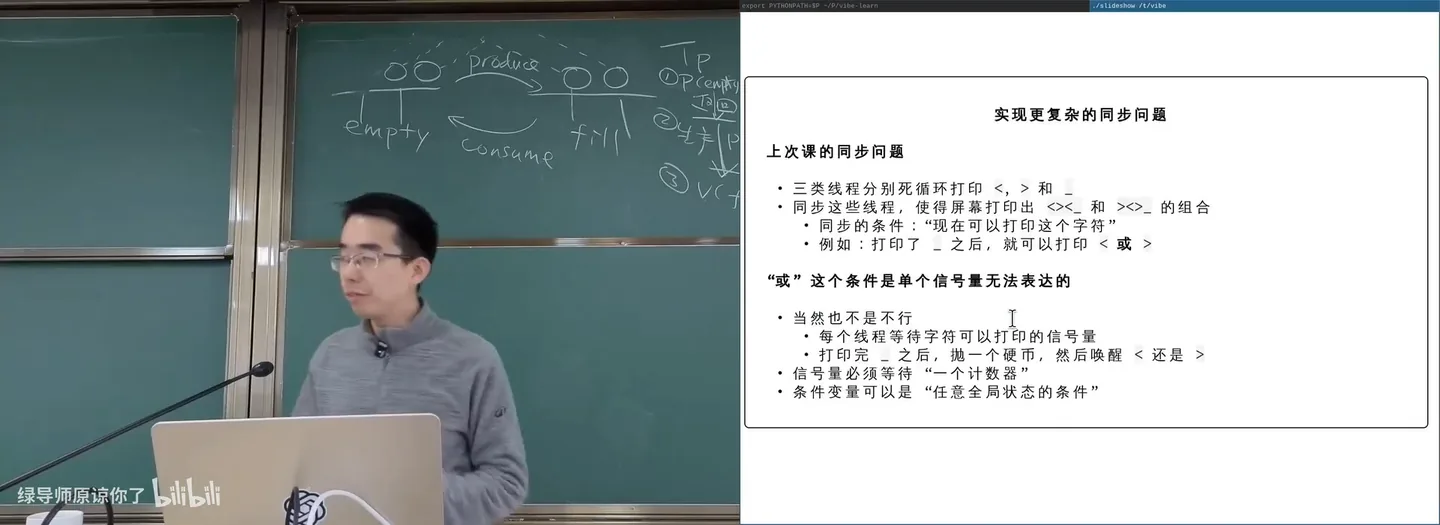 export PYTHONPATH=$P ~/P/vibe-learn
./slideshow /t/vibe
produce
empty
fill
consume
Tp
① P(empty
②
③ V(f
绿导师原谅你了 bilibili
实现更复杂的同步问题
上次课的同步问题
• 三类线程分别死循环打印 <, > 和 _
• 同步这些线程，使得屏幕打印出 <><_ 和 ><>_ 的组合
• 同步的条件：“现在可以打印这个字符”
• 例如：打印了 _ 之后，就可以打印 < 或 >
“或” 这个条件是单个信号量无法表达的
• 当然也不是不行
• 每个线程等待字符可以打印的信号量
• 打印完 _ 之后，抛一个硬币，然后唤醒 < 还是 >
• 信号量必须等待 “一个计数器”
• 条件变量可以是 “任意全局状态的条件”